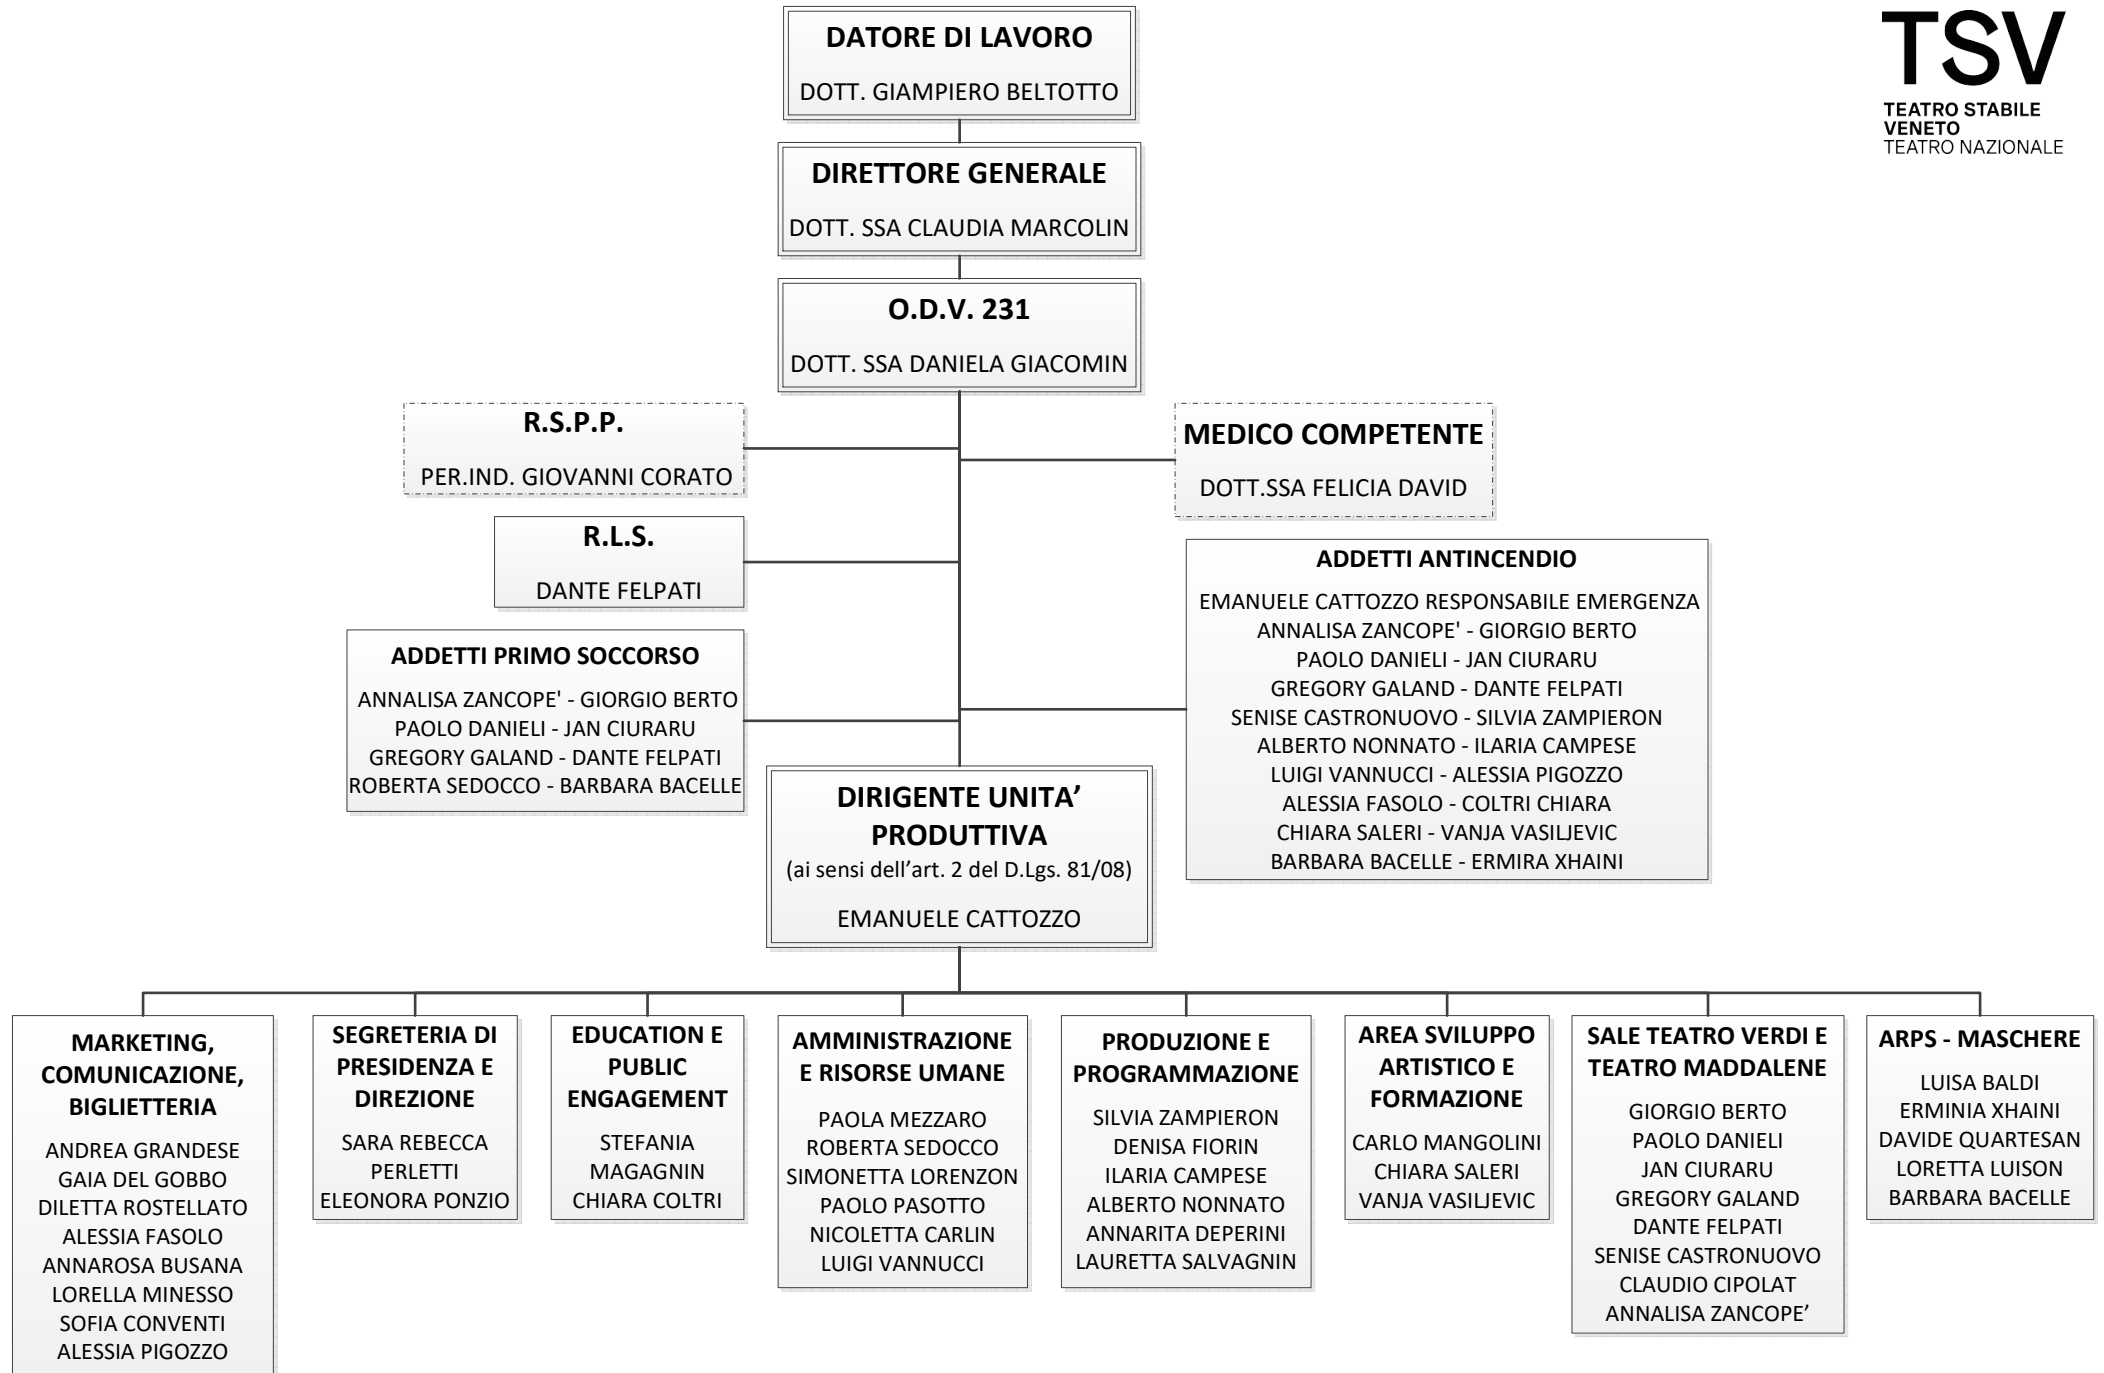 DATORE DI LAVORO
DOTT. GIAMPIERO BELTOTTO
TSV
TEATRO STABILE
VENETO
TEATRO NAZIONALE
DIRETTORE GENERALE
DOTT. SSA CLAUDIA MARCOLIN
O.D.V. 231
DOTT. SSA DANIELA GIACOMIN
R.S.P.P.
PER.IND. GIOVANNI CORATO
MEDICO COMPETENTE
DOTT.SSA FELICIA DAVID
R.L.S.
DANTE FELPATI
ADDETTI ANTINCENDIO
EMANUELE CATTOZZO RESPONSABILE EMERGENZA
ANNALISA ZANCOPE' - GIORGIO BERTO
PAOLO DANIELI - JAN CIURARU
GREGORY GALAND - DANTE FELPATI
SENISE CASTRONUOVO - SILVIA ZAMPIERON
ALBERTO NONNATO - ILARIA CAMPESE
LUIGI VANNUCCI - ALESSIA PIGOZZO
ALESSIA FASOLO - COLTRI CHIARA
CHIARA SALERI - VANJA VASILJEVIC
BARBARA BACELLE - ERMIRA XHAINI
ADDETTI PRIMO SOCCORSO
ANNALISA ZANCOPE' - GIORGIO BERTO
PAOLO DANIELI - JAN CIURARU
GREGORY GALAND - DANTE FELPATI
ROBERTA SEDOCCO - BARBARA BACELLE
DIRIGENTE UNITA’
PRODUTTIVA
(ai sensi dell’art. 2 del D.Lgs. 81/08)
EMANUELE CATTOZZO
MARKETING,
COMUNICAZIONE,
BIGLIETTERIA
ANDREA GRANDESE
GAIA DEL GOBBO
DILETTA ROSTELLATO
ALESSIA FASOLO
ANNAROSA BUSANA
LORELLA MINESSO
SOFIA CONVENTI
ALESSIA PIGOZZO
SEGRETERIA DI
PRESIDENZA E
DIREZIONE
SARA REBECCA
PERLETTI
ELEONORA PONZIO
EDUCATION E
PUBLIC
ENGAGEMENT
STEFANIA
MAGAGNIN
CHIARA COLTRI
AMMINISTRAZIONE
E RISORSE UMANE
PAOLA MEZZARO
ROBERTA SEDOCCO
SIMONETTA LORENZON
PAOLO PASOTTO
NICOLETTA CARLIN
LUIGI VANNUCCI
PRODUZIONE E
PROGRAMMAZIONE
SILVIA ZAMPIERON
DENISA FIORIN
ILARIA CAMPESE
ALBERTO NONNATO
ANNARITA DEPERINI
LAURETTA SALVAGNIN
AREA SVILUPPO
ARTISTICO E
FORMAZIONE
CARLO MANGOLINI
CHIARA SALERI
VANJA VASILJEVIC
SALE TEATRO VERDI E
TEATRO MADDALENE
GIORGIO BERTO
PAOLO DANIELI
JAN CIURARU
GREGORY GALAND
DANTE FELPATI
SENISE CASTRONUOVO
CLAUDIO CIPOLAT
ANNALISA ZANCOPE’
ARPS - MASCHERE
LUISA BALDI
ERMINIA XHAINI
DAVIDE QUARTESAN
LORETTA LUISON
BARBARA BACELLE